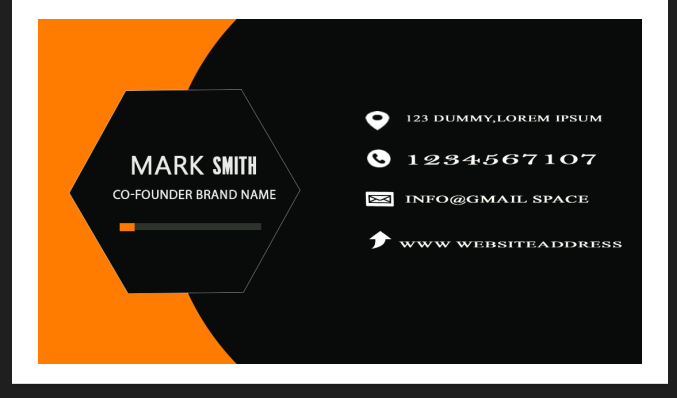 MARK SMITH
CO-FOUNDER BRAND NAME
123 DUMMY,LOREM IPSUM
1234567107
INFO@GMAIL SPACE
WWW WEBSITEADDRESS